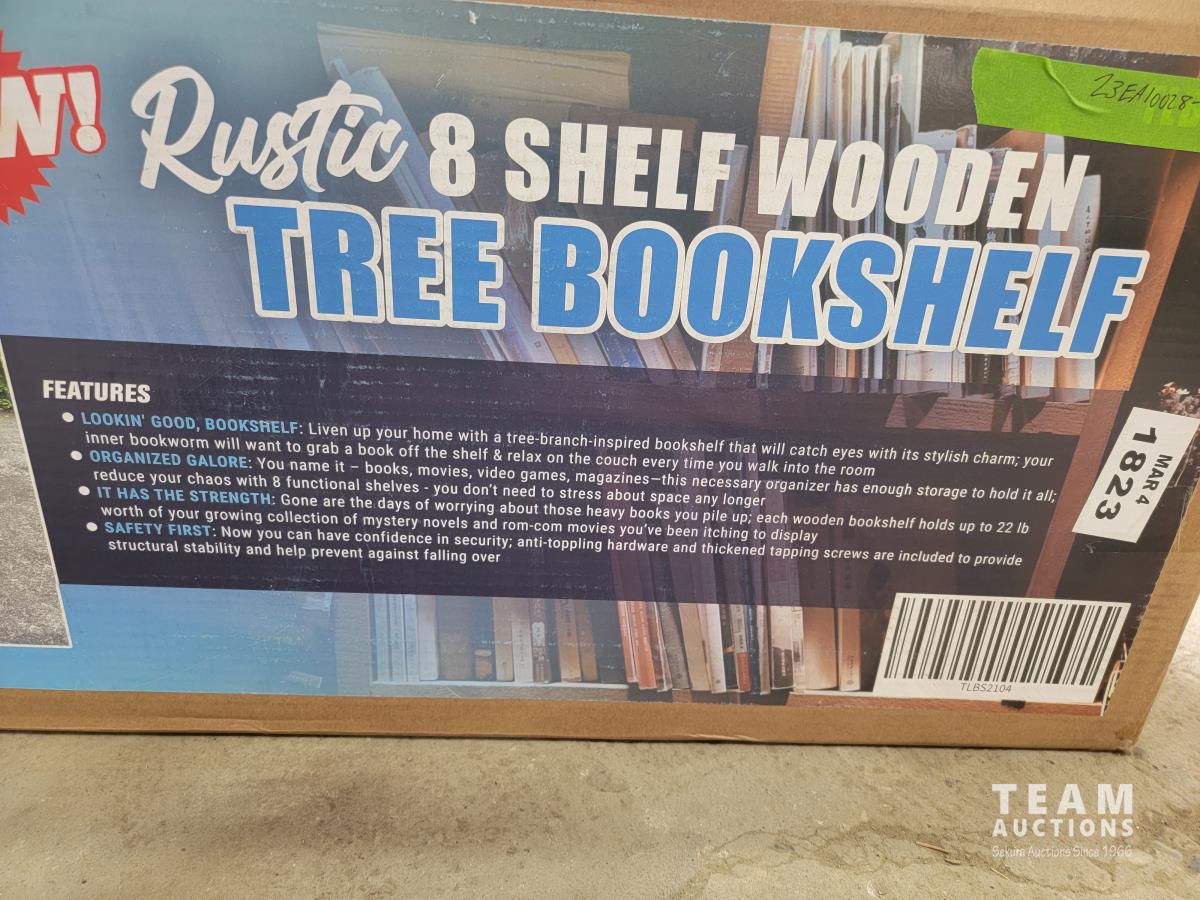 N!
23EA10028-
Rustic 8 SHELF WOODEN
TREE BOOKSHELF
FEATURES
● LOOKIN' GOOD, BOOKSHELF: Liven up your home with a tree-branch-inspired bookshelf that will catch eyes with its stylish charm; your
inner bookworm will want to grab a book off the shelf & relax on the couch every time you walk into the room
● ORGANIZED GALORE: You name it – books, movies, video games, magazines—this necessary organizer has enough storage to hold it all;
reduce your chaos with 8 functional shelves - you don't need to stress about space any longer
● IT HAS THE STRENGTH: Gone are the days of worrying about those heavy books you pile up; each wooden bookshelf holds up to 22 lb
worth of your growing collection of mystery novels and rom-com movies you've been itching to display
● SAFETY FIRST: Now you can have confidence in security; anti-toppling hardware and thickened tapping screws are included to provide
structural stability and help prevent against falling over
MAR 4
1823
TLBS2104
TEAM
AUCTIONS
Sekura Auctions Since 1966